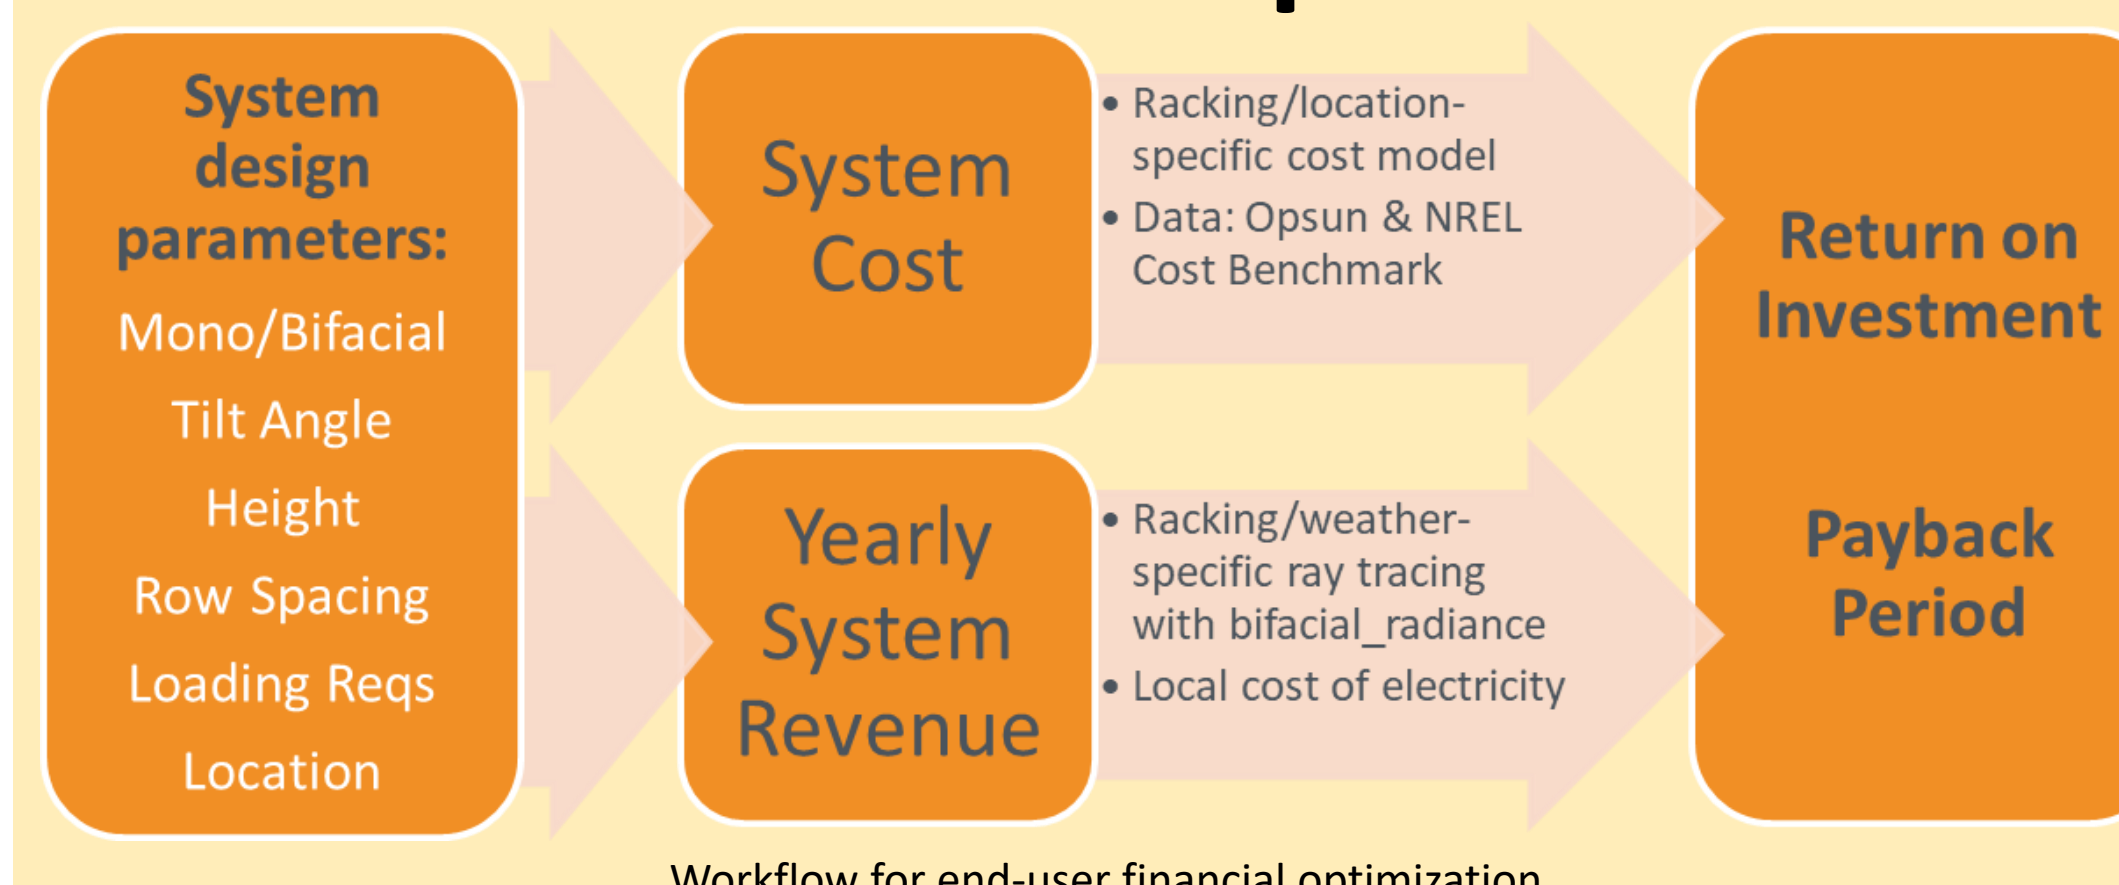 System
design
parameters:
Mono/Bifacial
Tilt Angle
Height
Row Spacing
Loading Reqs
Location
System
Cost
• Racking/location-
specific cost model
• Data: Opsun & NREL
Cost Benchmark
Yearly
System
Revenue
• Racking/weather-
specific ray tracing
with bifacial_radiance
• Local cost of electricity
Return on
Investment
Payback
Period
Workflow for end-user financial optimization